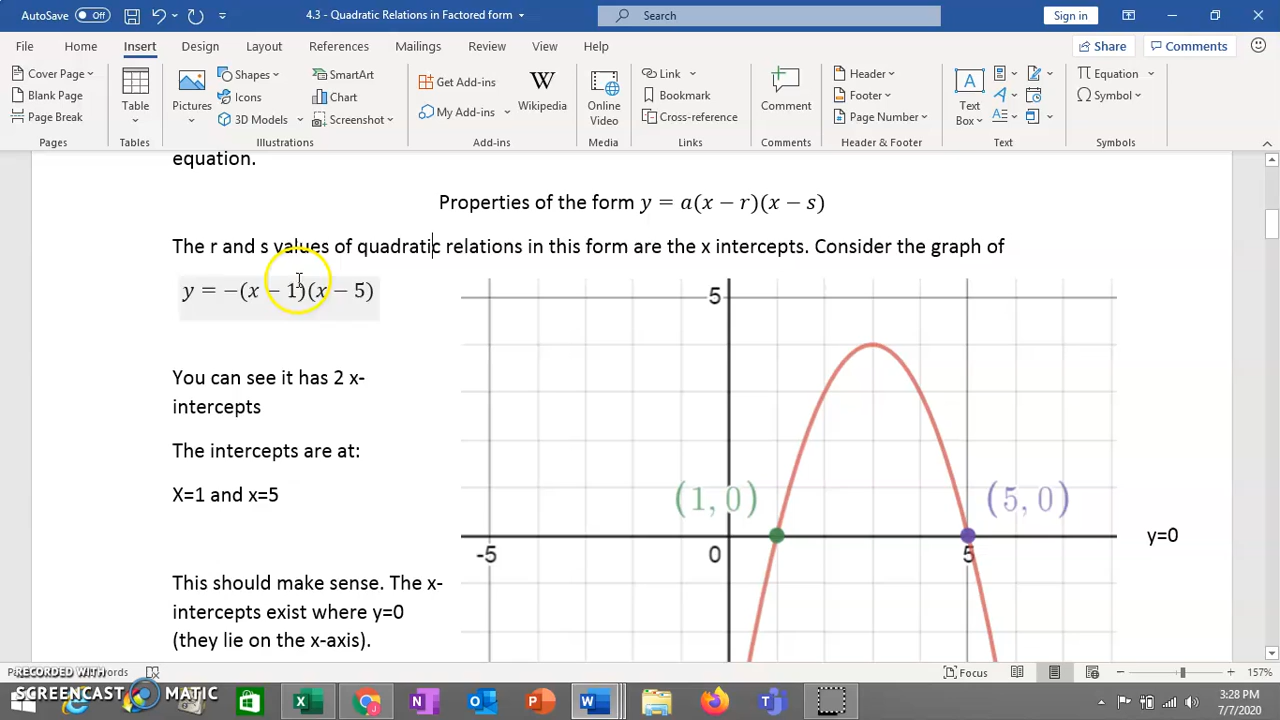 AutoSave Off
4.3 - Quadratic Relations in Factored form
Search
Sign in
File Home Insert Design Layout References Mailings Review View Help
Share Comments
Cover Page
Blank Page
Page Break
Pages
Table
Tables
Pictures
Shapes
Icons
3D Models
SmartArt
Chart
Screenshot
Illustrations
Get Add-ins
My Add-ins
Wikipedia
Add-ins
Online
Video
Media
Link
Bookmark
Cross-reference
Links
Comment
Comments
Header
Footer
Page Number
Header & Footer
Text
Box
Text
Equation
Symbol
Symbols
equation.
Properties of the form y = a(x − r)(x − s)
The r and s values of quadratic relations in this form are the x intercepts. Consider the graph of
y = −(x − 1)(x − 5)
You can see it has 2 x-
intercepts
The intercepts are at:
X=1 and x=5
This should make sense. The x-
intercepts exist where y=0
(they lie on the x-axis).
5
(1, 0)
(5, 0)
-5
0
5
y=0
RECORDED WITH
SCREENCAST MATIC
words
Focus
157%
3:28 PM
7/7/2020